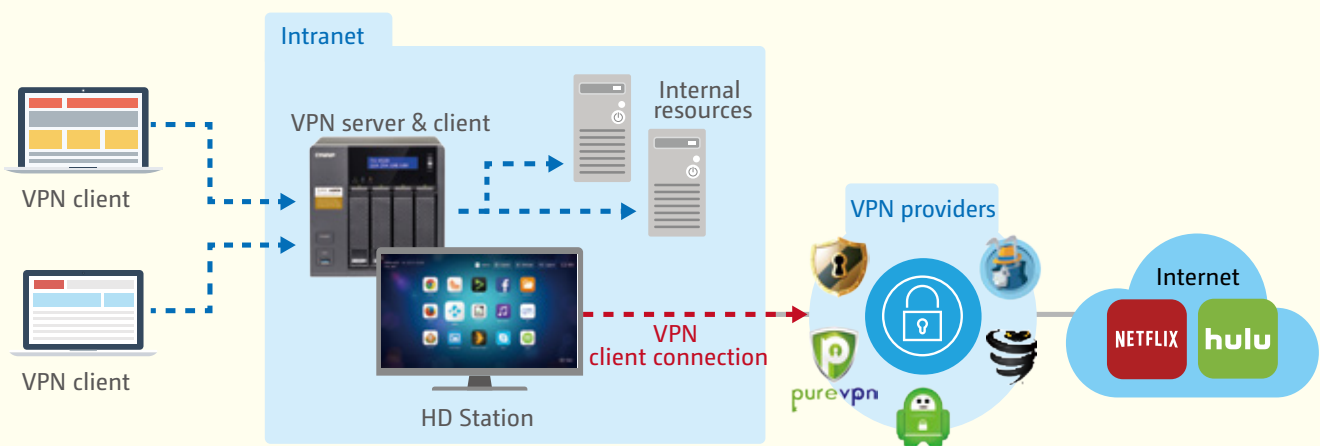 Intranet
VPN client
VPN client
VPN server & client
Internal
resources
HD Station
VPN
client connection
VPN providers
purevpn
Internet
NETFLIX
hulu